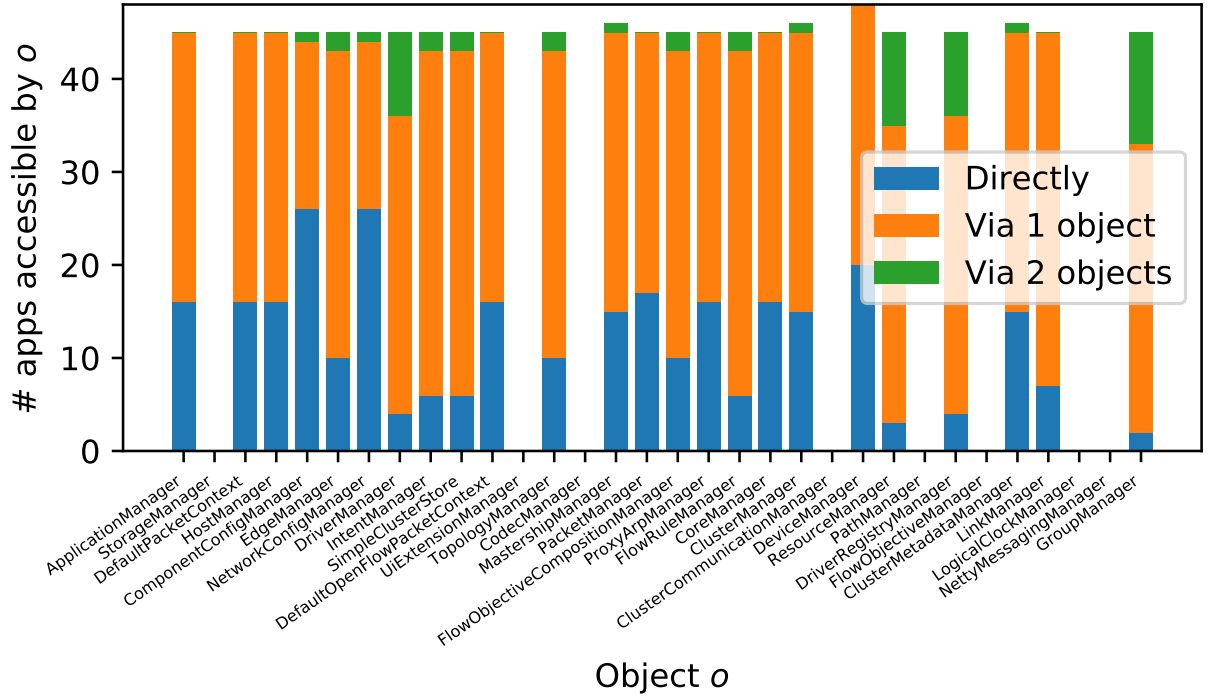 # apps accessible by o
40
30
20
10
0
Directly
Via 1 object
Via 2 objects
ApplicationManager
StorageManager
DefaultPacketContext
HostManager
ComponentConfigManager
EdgeManager
NetworkConfigManager
DriverManager
IntentManager
SimpleClusterStore
DefaultOpenFlowPacketContext
UiExtensionManager
TopologyManager
CodecManager
MastershipManager
PacketManager
FlowObjectiveCompositionManager
ProxyArpManager
FlowRuleManager
CoreManager
ClusterManager
ClusterCommunicationManager
DeviceManager
ResourceManager
PathManager
DriverRegistryManager
FlowObjectiveManager
ClusterMetadataManager
LinkManager
LogicalClockManager
NettyMessagingManager
GroupManager
Object o